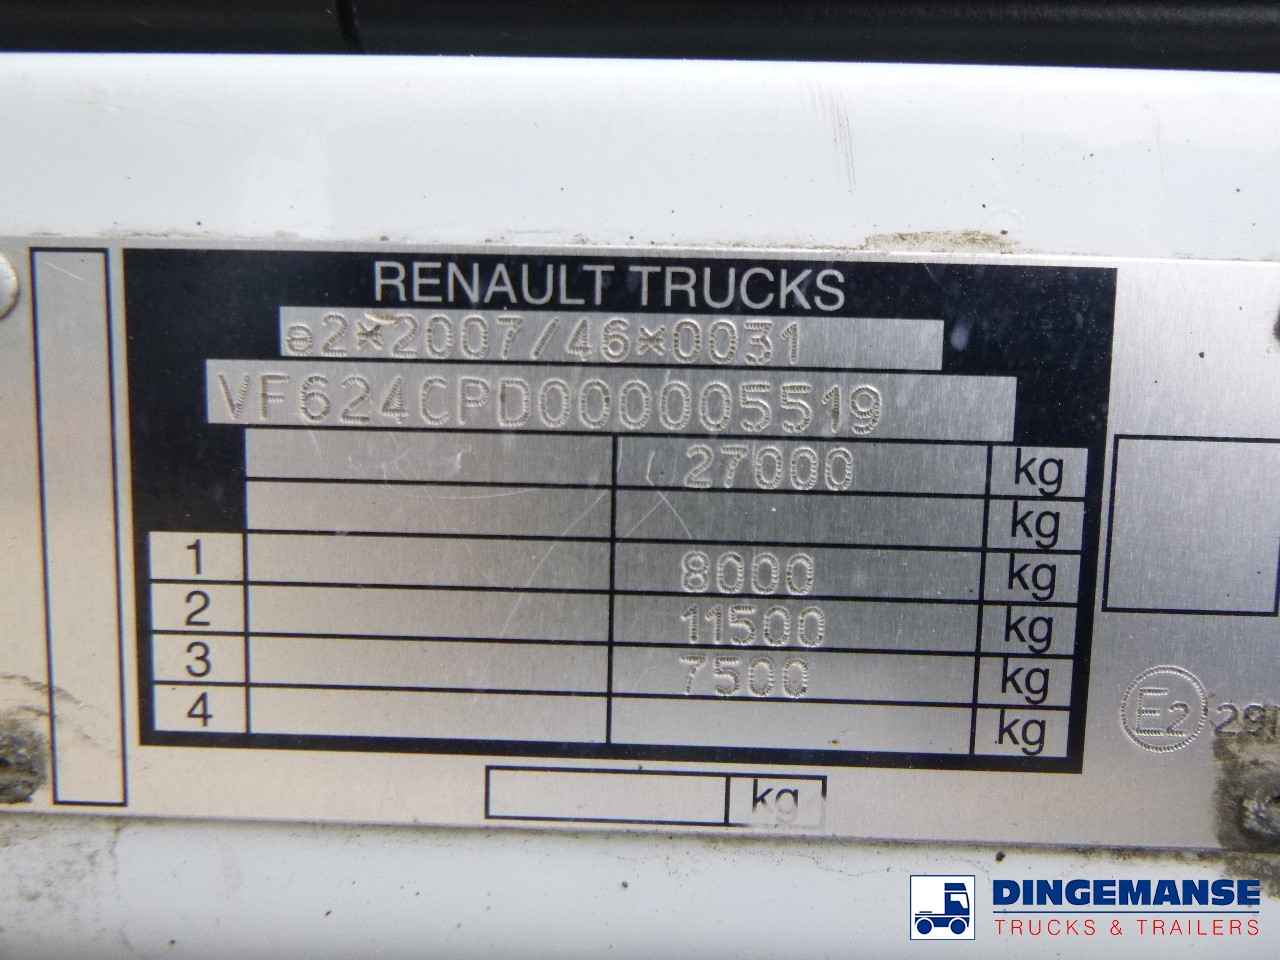 RENAULT TRUCKS
e2*2007/46*0031
VF624CPD000005519
27000 kg
kg
1 8000 kg
2 11500 kg
3 7500 kg
4 kg
kg
E2 29
DINGEMANSE
TRUCKS & TRAILERS